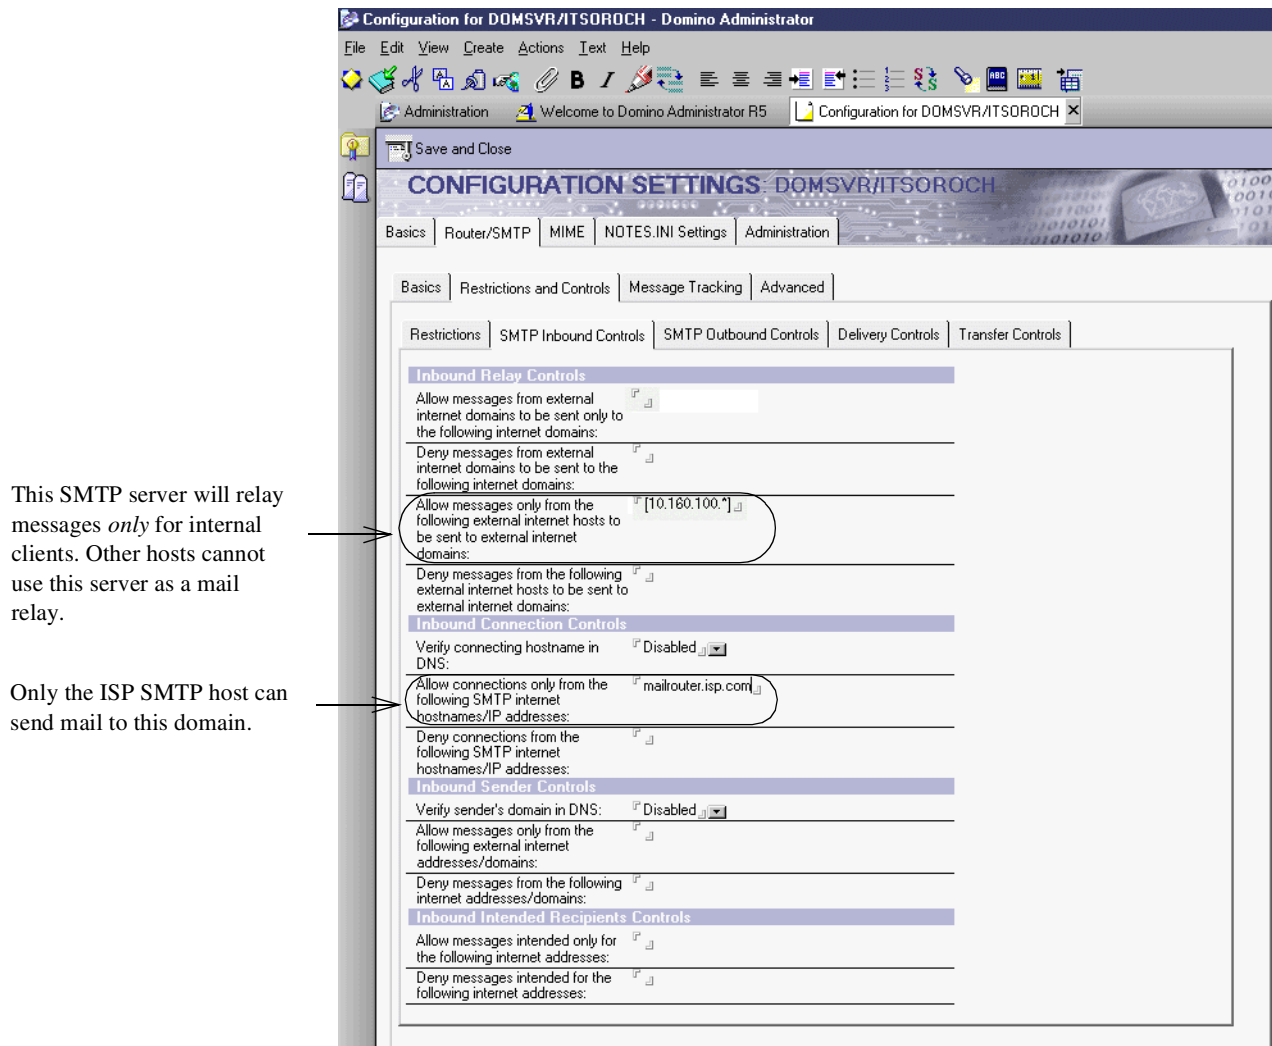 Configuration for DOMSVR/ITSOROCH - Domino Administrator
File Edit View Create Actions Text Help
Administration Welcome to Domino Administrator R5 Configuration for DOMSVR/ITSOROCH
Save and Close
CONFIGURATION SETTINGS: DOMSVR/ITSOROCH
Basics Router/SMTP MIME NOTES.INI Settings Administration
Basics Restrictions and Controls Message Tracking Advanced
Restrictions SMTP Inbound Controls SMTP Outbound Controls Delivery Controls Transfer Controls
Inbound Relay Controls
Allow messages from external
internet domains to be sent only to
the following internet domains:
Deny messages from external
internet domains to be sent to the
following internet domains:
This SMTP server will relay
messages only for internal
clients. Other hosts cannot
use this server as a mail
relay.
Allow messages only from the [10.160.100.*]
following external internet hosts to
be sent to external internet
domains:
Deny messages from the following
external internet hosts to be sent to
external internet domains:
Inbound Connection Controls
Verify connecting hostname in Disabled
DNS:
Only the ISP SMTP host can
send mail to this domain.
Allow connections only from the mailrouter.isp.com
following SMTP internet
hostnames/IP addresses:
Deny connections from the
following SMTP internet
hostnames/IP addresses:
Inbound Sender Controls
Verify sender's domain in DNS: Disabled
Allow messages only from the
following external internet
addresses/domains:
Deny messages from the following
internet addresses/domains:
Inbound Intended Recipients Controls
Allow messages intended only for
the following internet addresses:
Deny messages intended for the
following internet addresses: